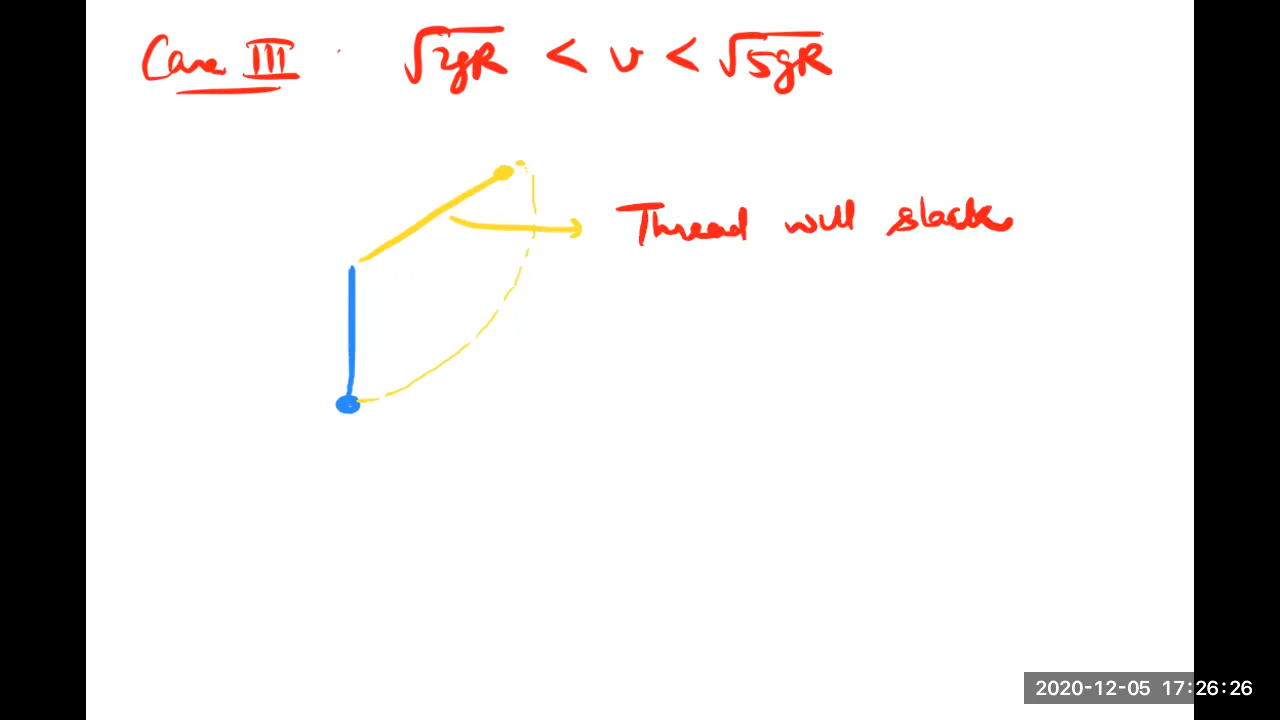 Case III √2gR < v < √5gR
Thread will slack
2020-12-05 17:26:26